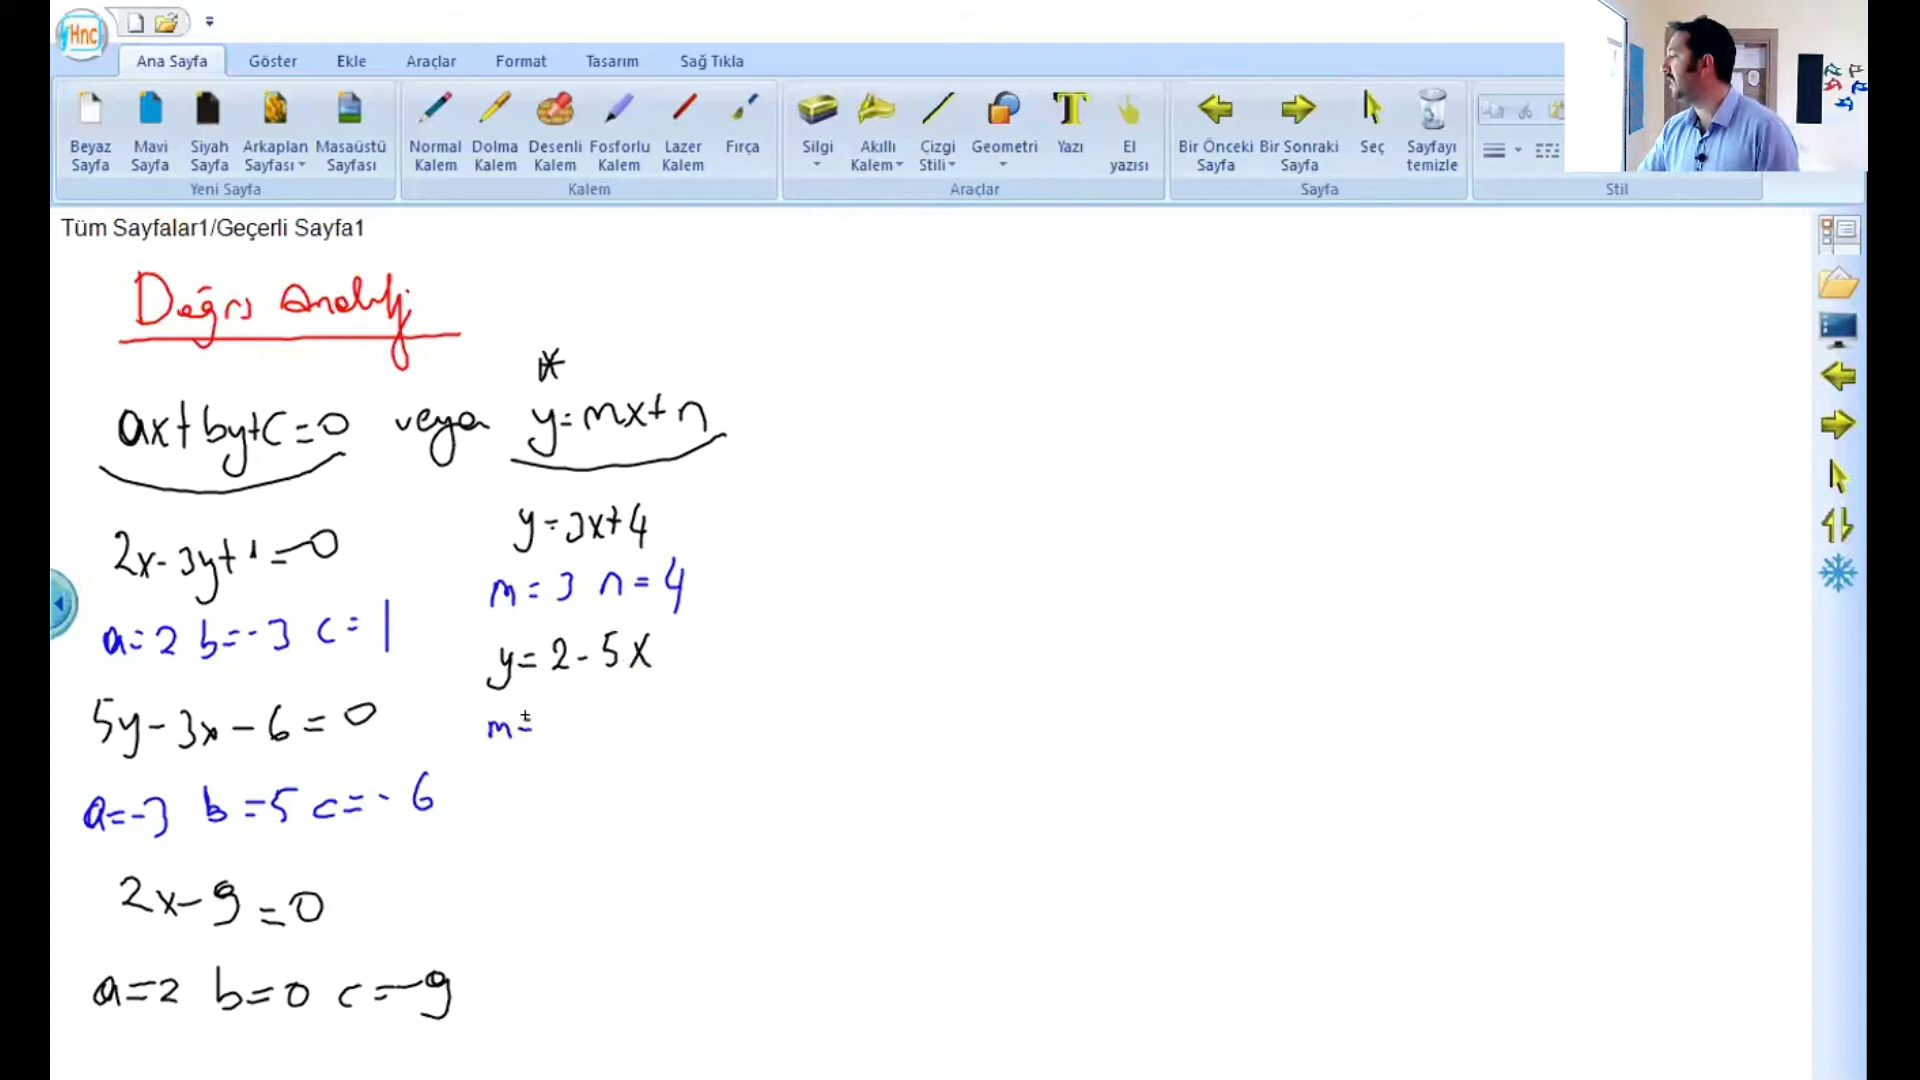 Hnc
Ana Sayfa Göster Ekle Araçlar Format Tasarım Sağ Tıkla
Beyaz Sayfa Mavi Sayfa Siyah Sayfa Arkaplan Sayfası Masaüstü Sayfası
Yeni Sayfa
Normal Kalem Dolma Kalem Desenli Kalem Fosforlu Kalem Lazer Kalem Fırça
Kalem
Silgi Akıllı Kalem Çizgi Stili Geometri Yazı El yazısı
Araçlar
Bir Önceki Sayfa Bir Sonraki Sayfa Seç Sayfayı temizle
Sayfa
Stil
Tüm Sayfalar1/Geçerli Sayfa1
Doğru Analitiği
ax+by+c=0 veya y=mx+n
2x-3y+1=0
a=2 b=-3 c=1
5y-3x-6=0
a=-3 b=5 c=-6
2x-9=0
a=2 b=0 c=-9
y=3x+4
m=3 n=4
y=2-5x
m=